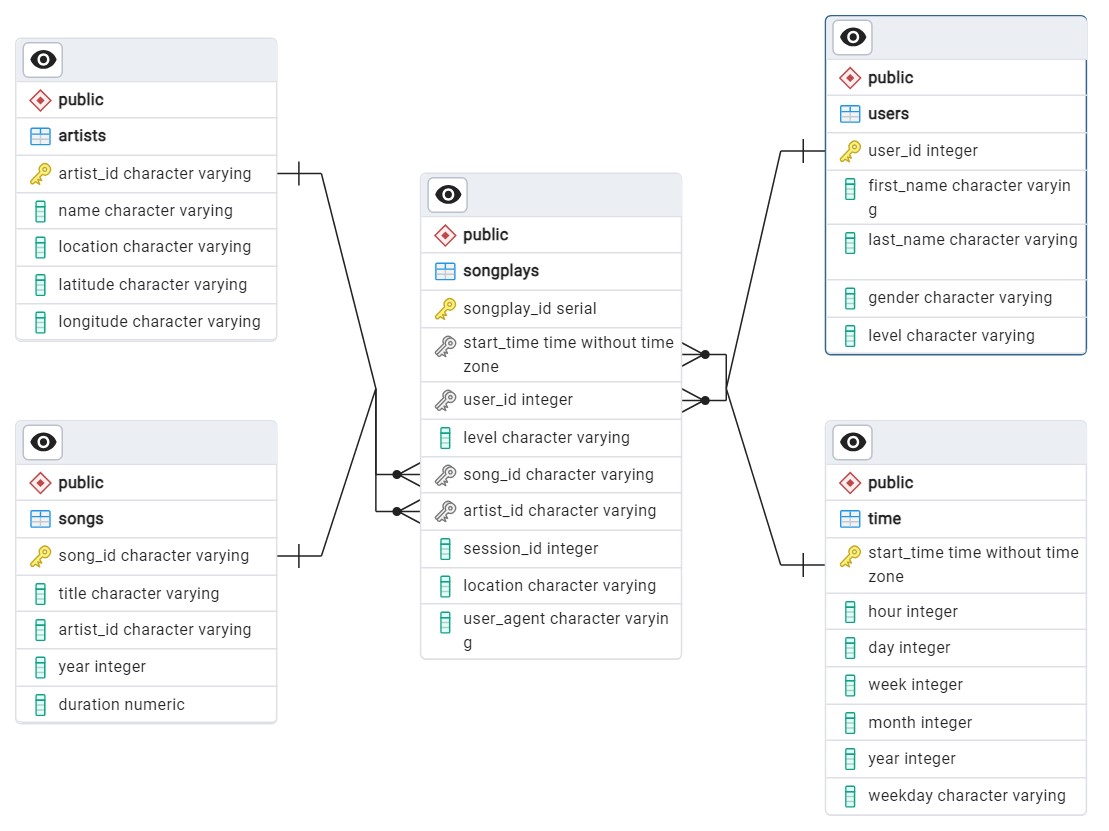 public
artists
artist_id character varying
name character varying
location character varying
latitude character varying
longitude character varying
public
songs
song_id character varying
title character varying
artist_id character varying
year integer
duration numeric
public
songplays
songplay_id serial
start_time time without time
zone
user_id integer
level character varying
song_id character varying
artist_id character varying
session_id integer
location character varying
user_agent character varyin
g
public
users
user_id integer
first_name character varyin
g
last_name character varying
gender character varying
level character varying
public
time
start_time time without time
zone
hour integer
day integer
week integer
month integer
year integer
weekday character varying